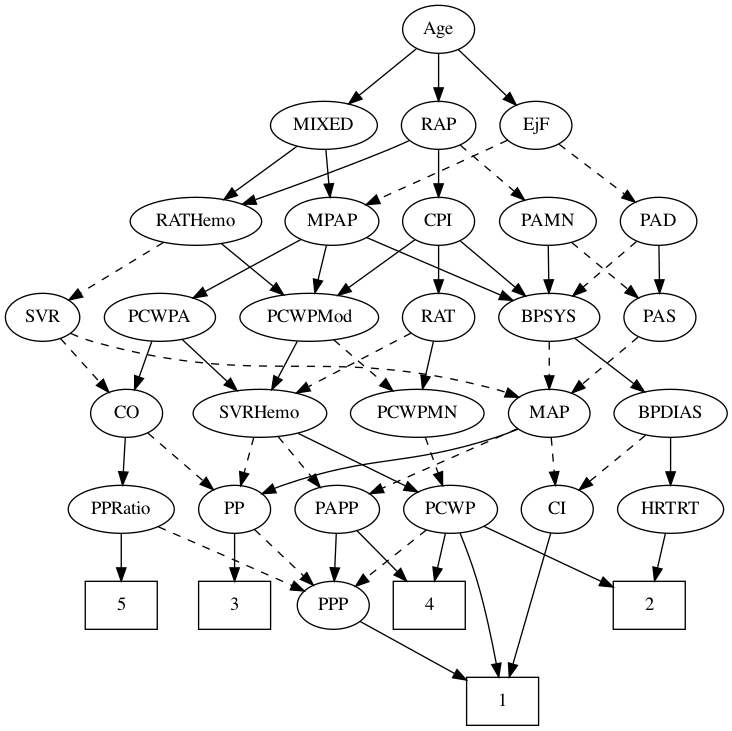 Age
MIXED
RAP
EjF
RATHemo
MPAP
CPI
PAMN
PAD
SVR
PCWPA
PCWPMod
RAT
BPSYS
PAS
CO
SVRHemo
PCWPMN
MAP
BPDIAS
PPRatio
PP
PAPP
PCWP
CI
HRTRT
5
3
PPP
4
2
1